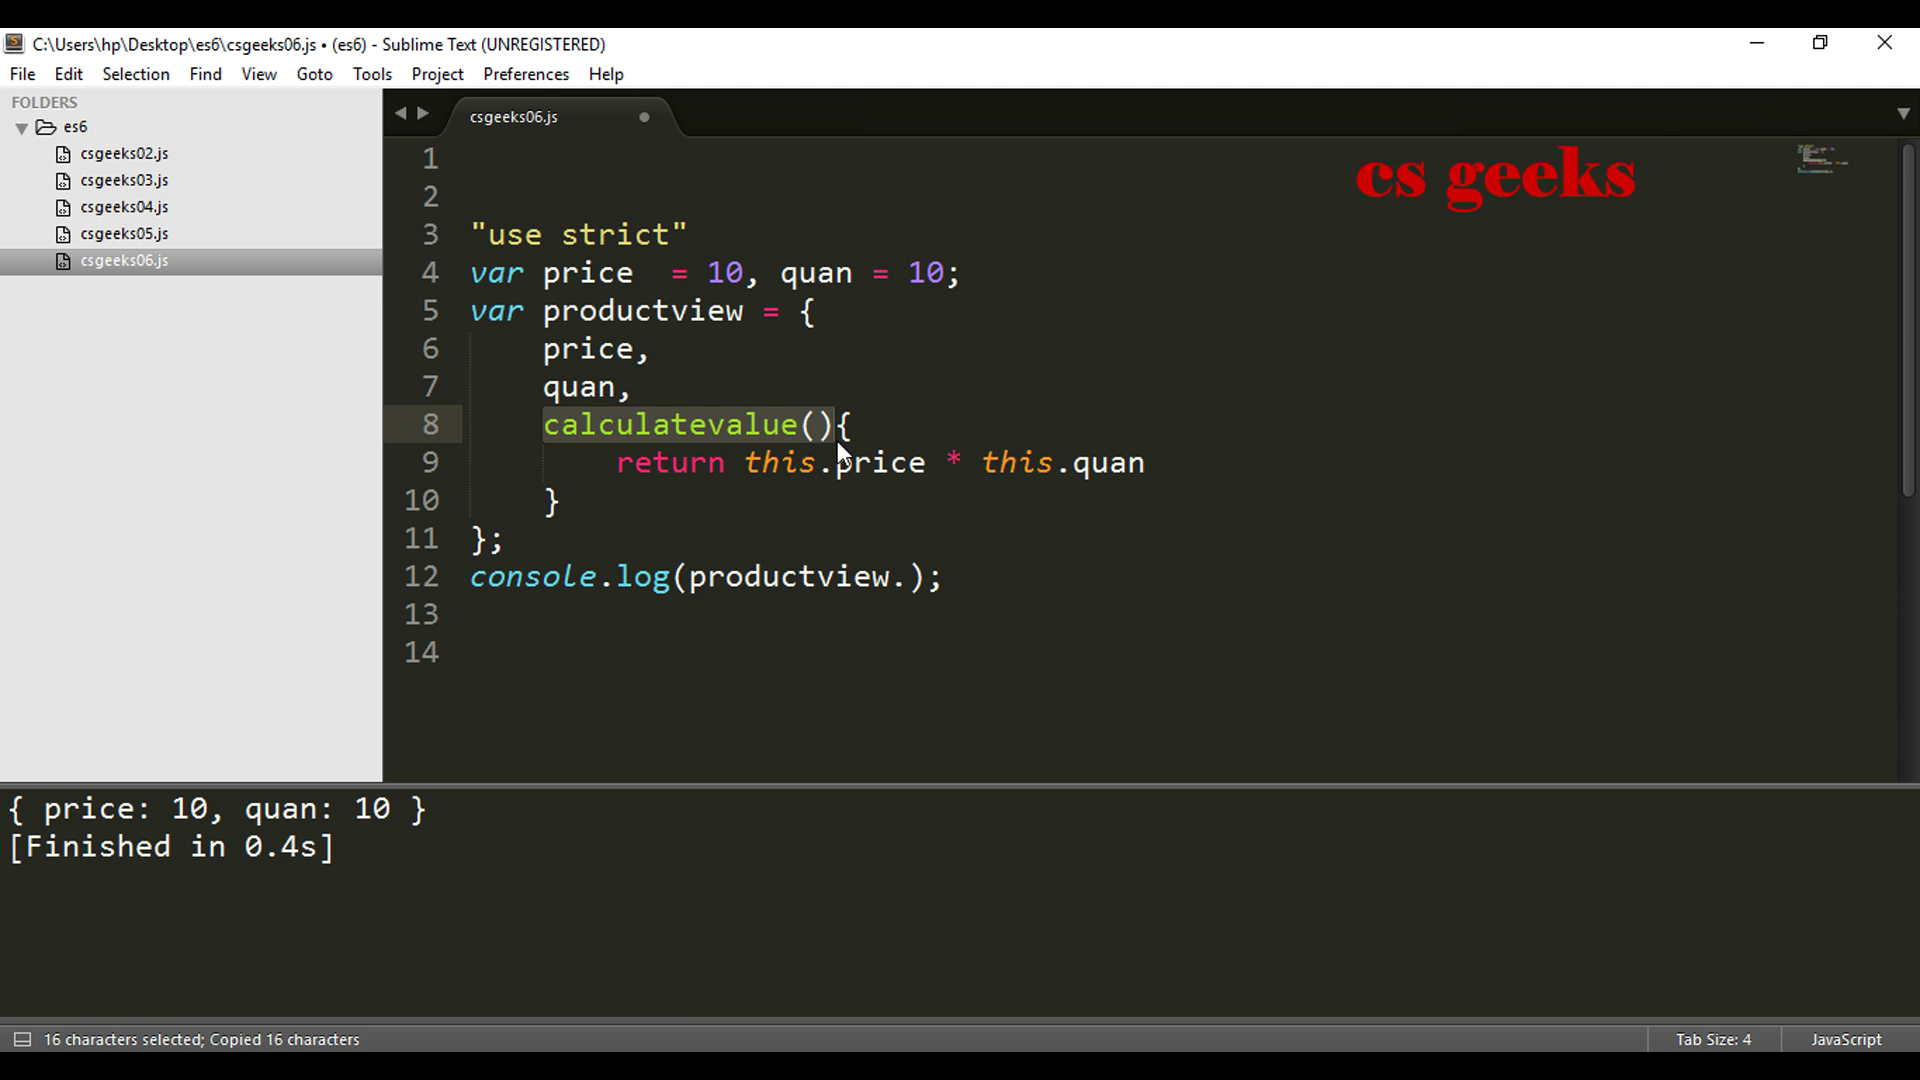 C:\Users\hp\Desktop\es6\csgeeks06.js • (es6) - Sublime Text (UNREGISTERED)
File Edit Selection Find View Goto Tools Project Preferences Help
FOLDERS
es6
csgeeks02.js
csgeeks03.js
csgeeks04.js
csgeeks05.js
csgeeks06.js
csgeeks06.js
cs geeks
1
2
3 "use strict"
4 var price  = 10, quan = 10;
5 var productview = {
6     price,
7     quan,
8     calculatevalue(){
9         return this.price * this.quan
10     }
11 };
12 console.log(productview.);
13
14
{ price: 10, quan: 10 }
[Finished in 0.4s]
16 characters selected; Copied 16 characters
Tab Size: 4
JavaScript